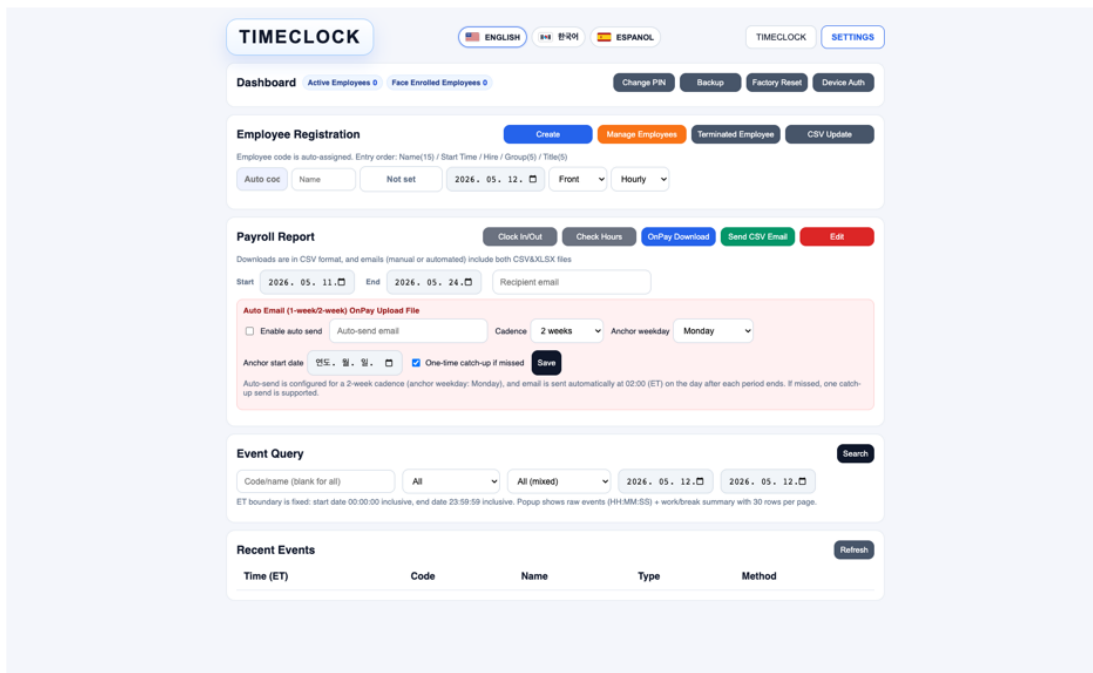 TIMECLOCK
ENGLISH 한국어 ESPANOL
TIMECLOCK SETTINGS
Dashboard Active Employees 0 Face Enrolled Employees 0 Change PIN Backup Factory Reset Device Auth
Employee Registration Create Manage Employees Terminated Employee CSV Update
Employee code is auto-assigned. Entry order: Name(15) / Start Time / Hire / Group(5) / Title(5)
Auto coc Name Not set 2026. 05. 12. Front Hourly
Payroll Report Clock In/Out Check Hours OnPay Download Send CSV Email Edit
Downloads are in CSV format, and emails (manual or automated) include both CSV&XLSX files
Start 2026. 05. 11. End 2026. 05. 24. Recipient email
Auto Email (1-week/2-week) OnPay Upload File
Enable auto send Auto-send email Cadence 2 weeks Anchor weekday Monday
Anchor start date 연도. 월. 일. One-time catch-up if missed Save
Auto-send is configured for a 2-week cadence (anchor weekday: Monday), and email is sent automatically at 02:00 (ET) on the day after each period ends. If missed, one catch-
up send is supported.
Event Query Search
Code/name (blank for all) All All (mixed) 2026. 05. 12. 2026. 05. 12.
ET boundary is fixed: start date 00:00:00 inclusive, end date 23:59:59 inclusive. Popup shows raw events (HH:MM:SS) + work/break summary with 30 rows per page.
Recent Events Refresh
Time (ET) Code Name Type Method